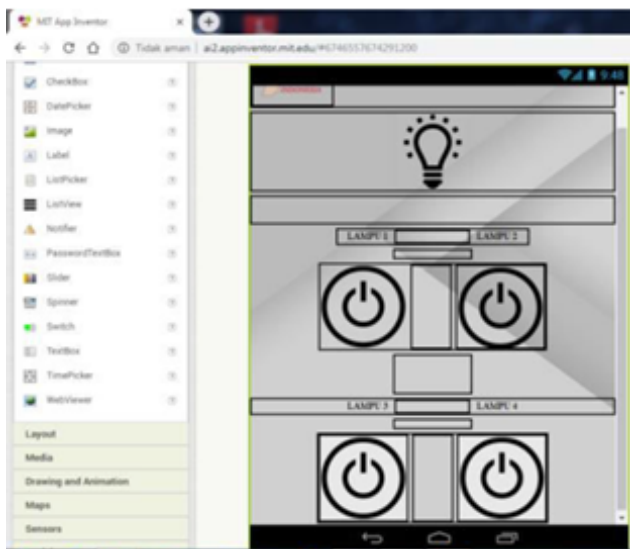 MIT App Inventor
Tidak aman | ai2.appinventor.mit.edu/#6746557674291200
CheckBox
DatePicker
Image
Label
ListPicker
ListView
Notifier
PasswordTextBox
Slider
Spinner
Switch
TextBox
TimePicker
WebViewer
Layout
Media
Drawing and Animation
Maps
Sensors
9:48
INDONESIA
LAMPU 1 LAMPU 2
LAMPU 3 LAMPU 4